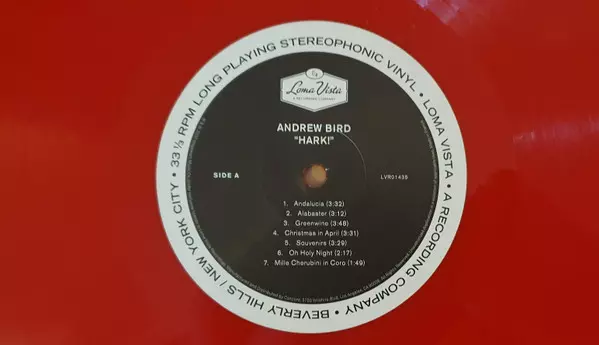 33 ⅓ RPM LONG PLAYING STEREOPHONIC VINYL • LOMA VISTA • A RECORDING COMPANY • BEVERLY HILLS / NEW YORK CITY •
Loma Vista
A RECORDING COMPANY
ANDREW BIRD
"HARK!"
SIDE A
LVR01438
1. Andalucia (3:32)
2. Alabaster (3:12)
3. Greenwine (3:48)
4. Christmas in April (3:31)
5. Souvenirs (3:29)
6. Oh Holy Night (2:17)
7. Mille Cherubini in Coro (1:49)